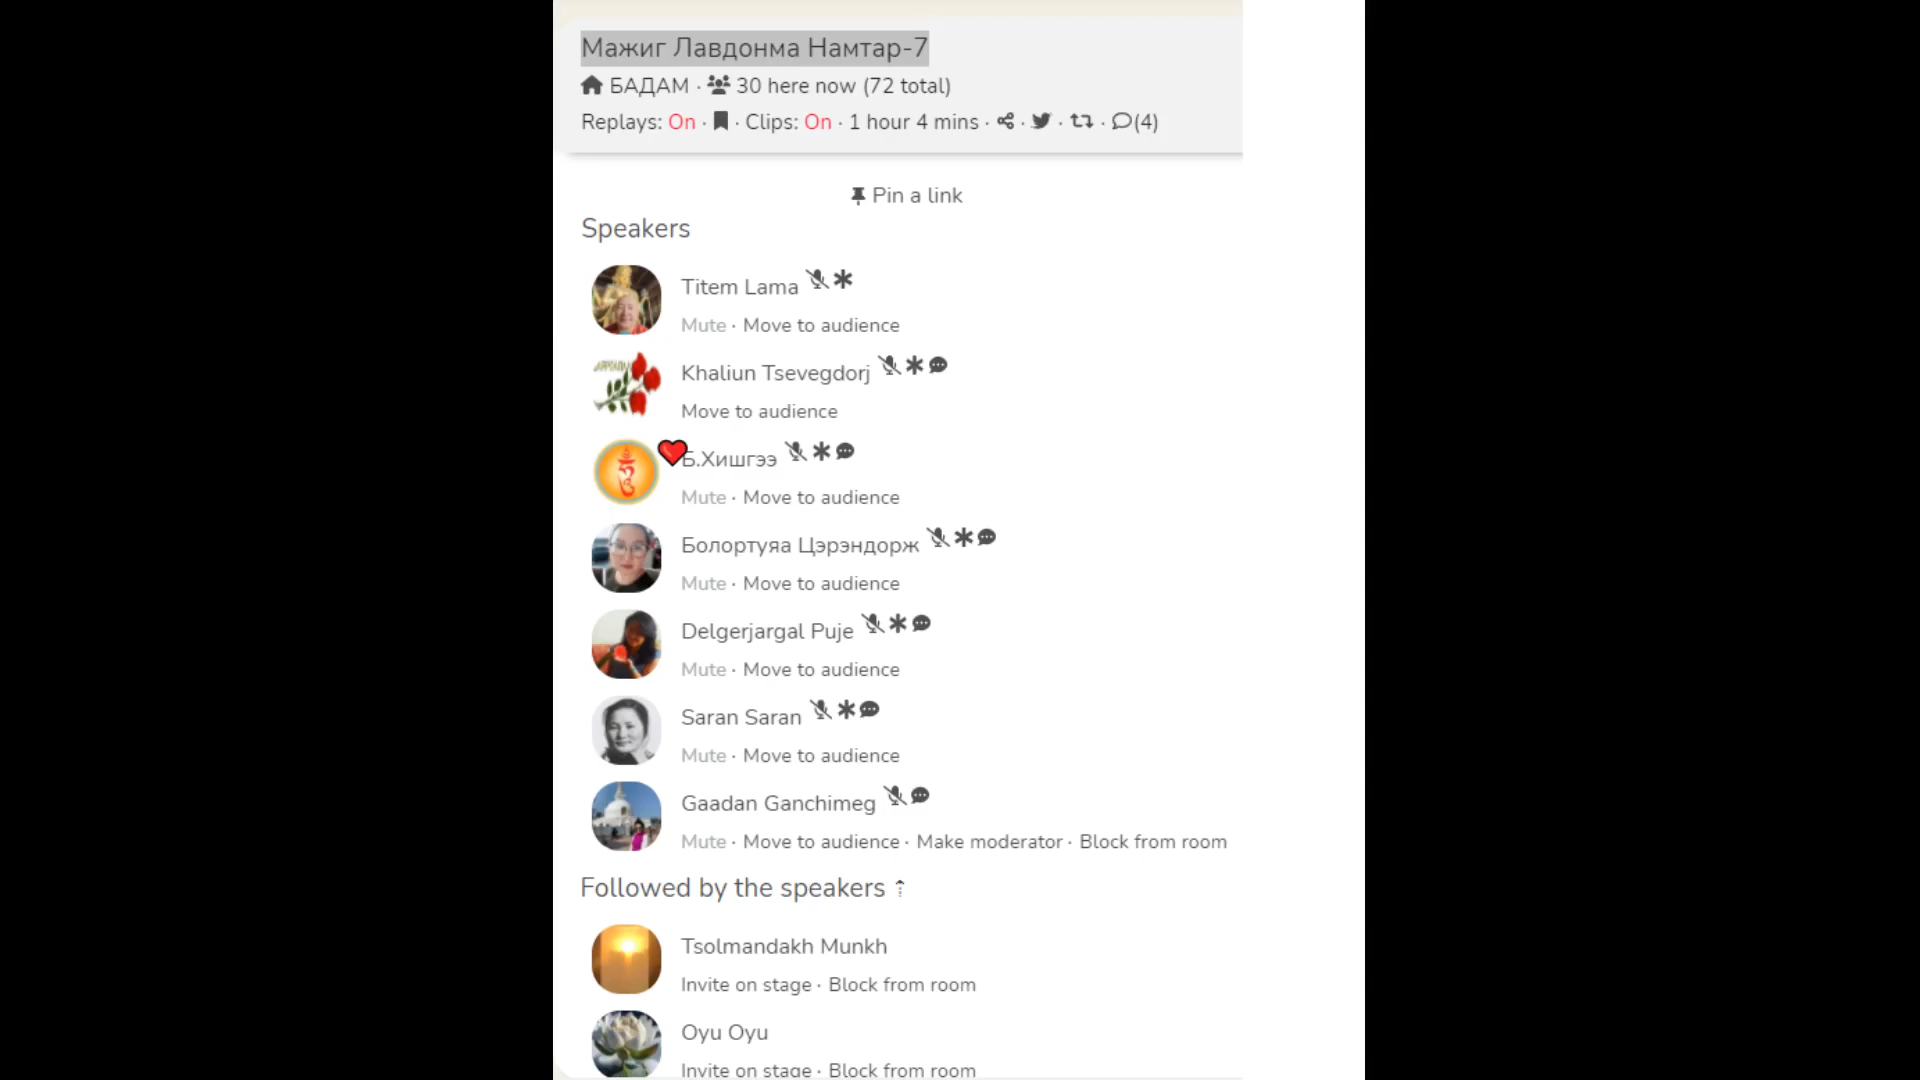 Мажиг Лавдонма Намтар-7
БАДАМ · 30 here now (72 total)
Replays: On · · Clips: On · 1 hour 4 mins · · · · (4)
Pin a link
Speakers
Titem Lama
Mute · Move to audience
Khaliun Tsevegdorj
Move to audience
Б.Хишгээ
Mute · Move to audience
Болортуяа Цэрэндорж
Mute · Move to audience
Delgerjargal Puje
Mute · Move to audience
Saran Saran
Mute · Move to audience
Gaadan Ganchimeg
Mute · Move to audience · Make moderator · Block from room
Followed by the speakers
Tsolmandakh Munkh
Invite on stage · Block from room
Oyu Oyu
Invite on stage · Block from room